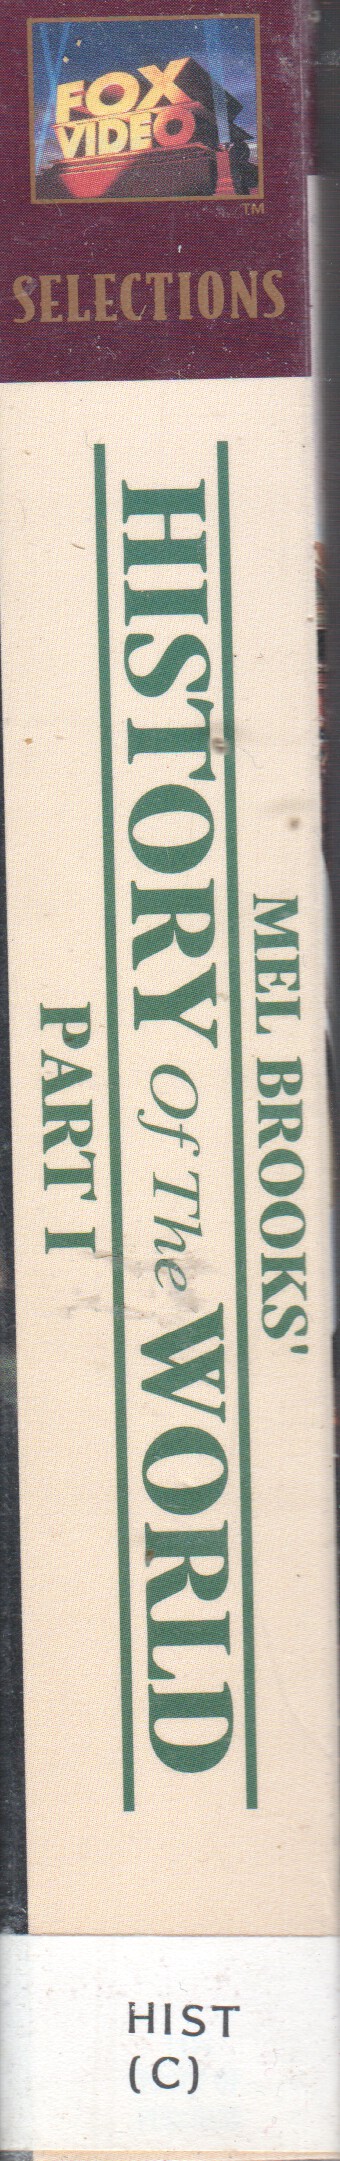 FOX
VIDEO
TM
SELECTIONS
MEL BROOKS'
HISTORY Of The WORLD
PART I
HIST
(C)